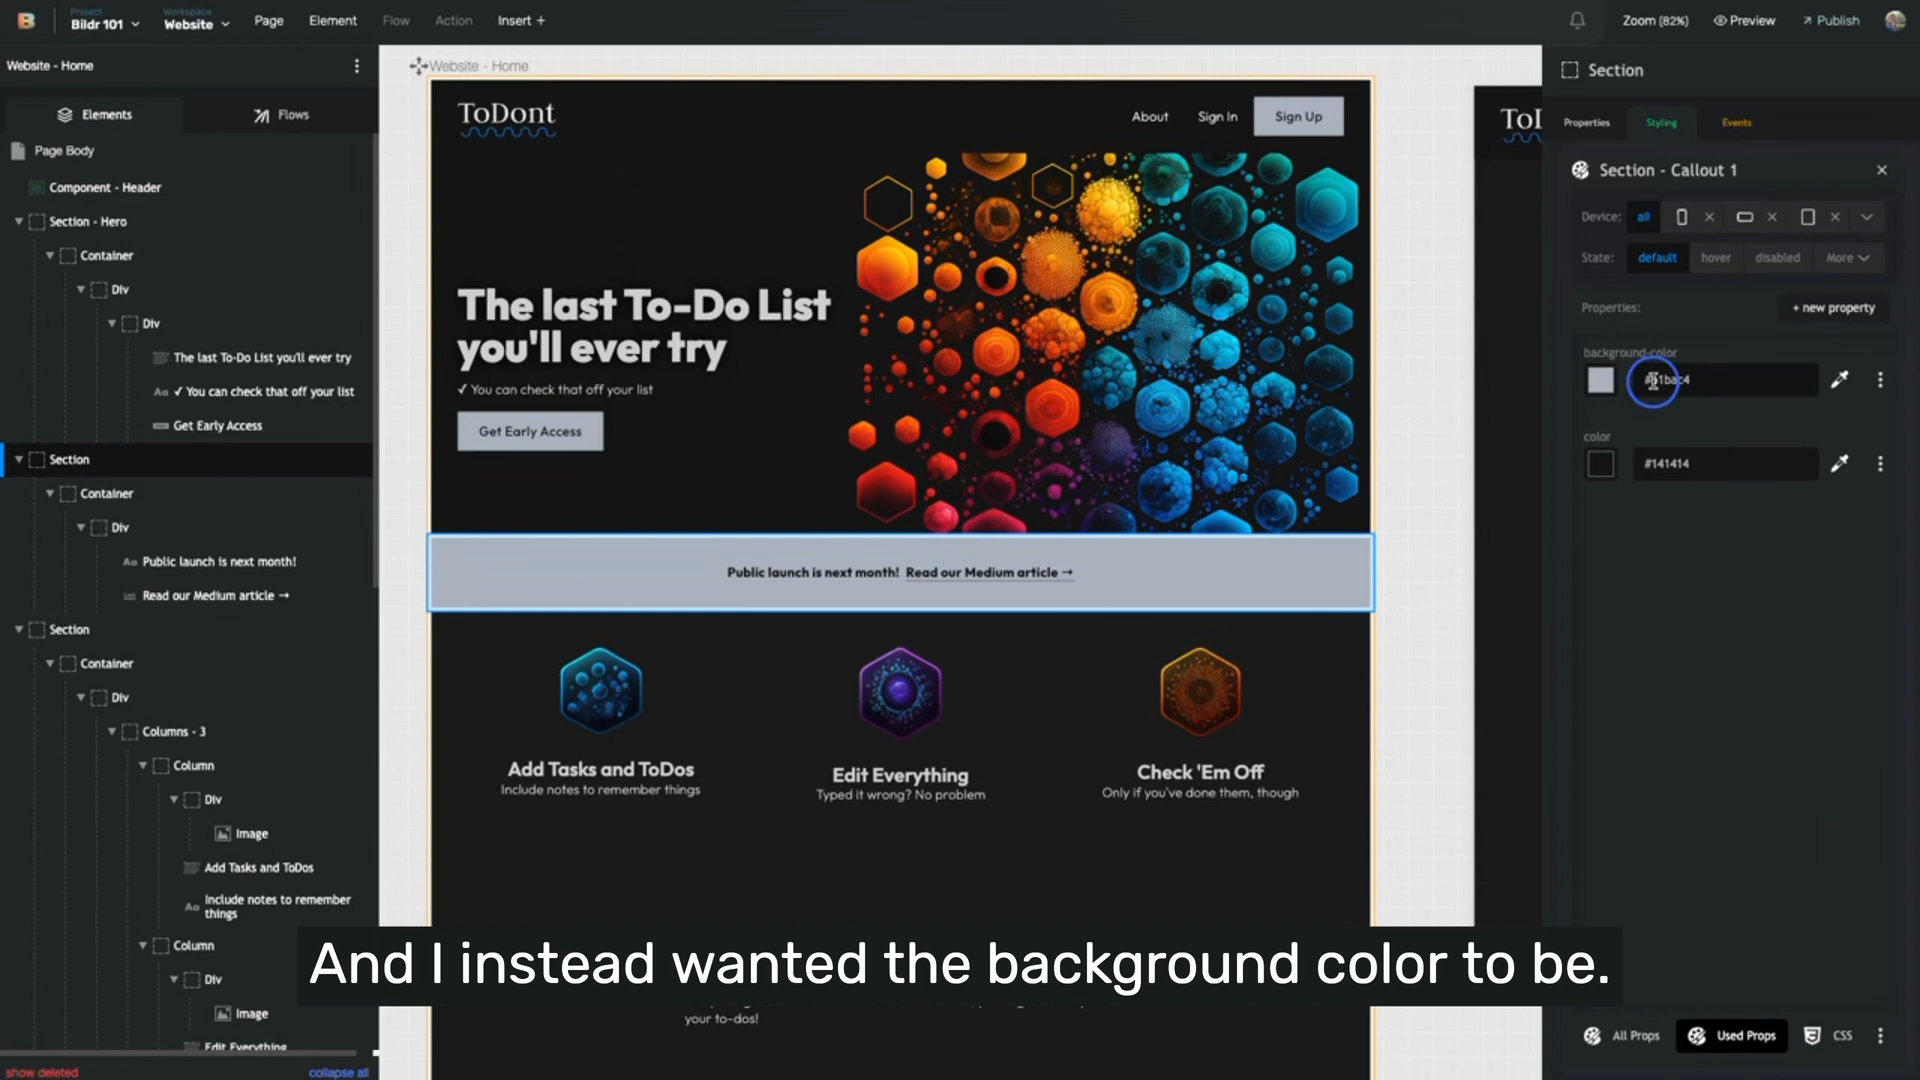 Project
Bildr 101
Workspace
Website
Page
Element
Flow
Action
Insert +
Zoom (82%)
Preview
Publish
Website - Home
Elements
Flows
Page Body
Component - Header
Section - Hero
Container
Div
Div
The last To-Do List you'll ever try
Aa ✓ You can check that off your list
Get Early Access
Section
Container
Div
Aa Public launch is next month!
Read our Medium article →
Section
Container
Div
Columns - 3
Column
Div
Image
Add Tasks and ToDos
Aa Include notes to remember
things
Column
Div
Image
Edit Everything
show deleted
collapse all
Website - Home
ToDont
About
Sign In
Sign Up
The last To-Do List
you'll ever try
✓ You can check that off your list
Get Early Access
Public launch is next month! Read our Medium article →
Add Tasks and ToDos
Include notes to remember things
Edit Everything
Typed it wrong? No problem
Check 'Em Off
Only if you've done them, though
your to-dos!
Section
Properties
Styling
Events
Section - Callout 1
Device:
all
State:
default
hover
disabled
More
Properties:
+ new property
background-color
color
#141414
All Props
Used Props
CSS
And I instead wanted the background color to be.